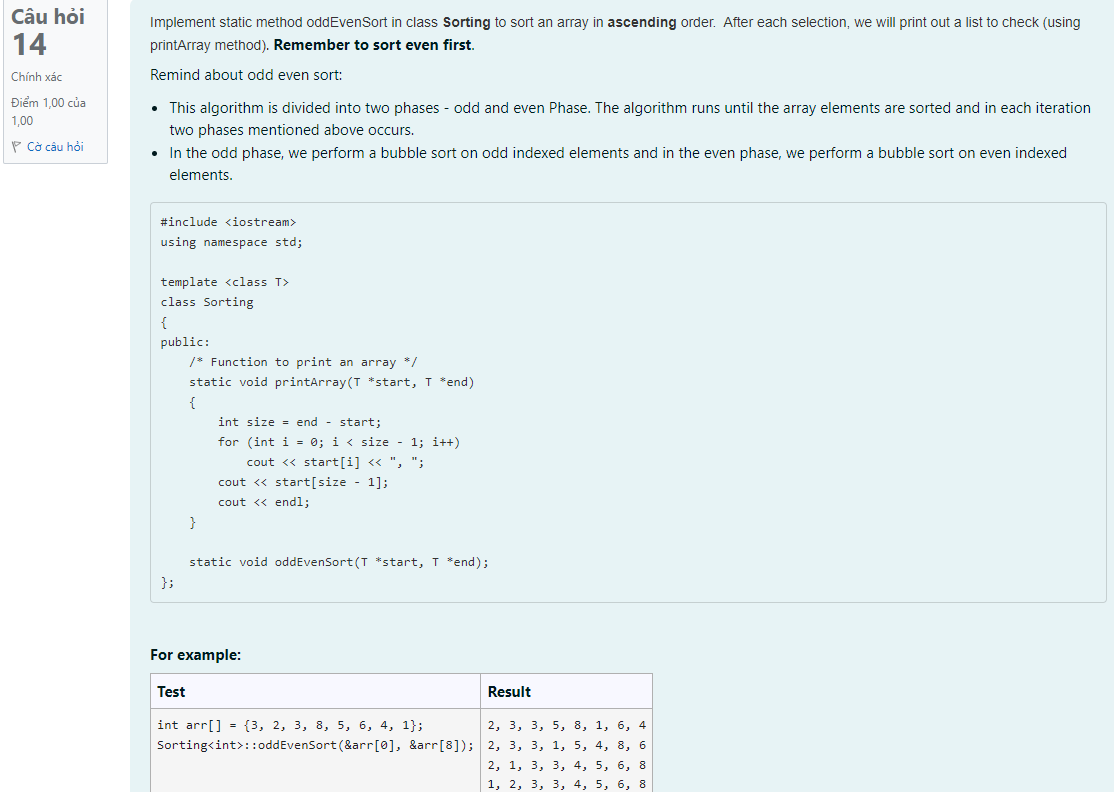 Câu hỏi
14
Chính xác
Điểm 1,00 của
1,00
Cờ câu hỏi
Implement static method oddEvenSort in class Sorting to sort an array in ascending order. After each selection, we will print out a list to check (using
printArray method). Remember to sort even first.
Remind about odd even sort:
• This algorithm is divided into two phases - odd and even Phase. The algorithm runs until the array elements are sorted and in each iteration
two phases mentioned above occurs.
• In the odd phase, we perform a bubble sort on odd indexed elements and in the even phase, we perform a bubble sort on even indexed
elements.
#include <iostream>
using namespace std;
template <class T>
class Sorting
{
public:
    /* Function to print an array */
    static void printArray(T *start, T *end)
    {
        int size = end - start;
        for (int i = 0; i < size - 1; i++)
            cout << start[i] << ", ";
        cout << start[size - 1];
        cout << endl;
    }
    static void oddEvenSort(T *start, T *end);
};
For example:
Test Result
int arr[] = {3, 2, 3, 8, 5, 6, 4, 1}; 2, 3, 3, 5, 8, 1, 6, 4
Sorting<int>::oddEvenSort(&arr[0], &arr[8]); 2, 3, 3, 1, 5, 4, 8, 6
2, 1, 3, 3, 4, 5, 6, 8
1, 2, 3, 3, 4, 5, 6, 8